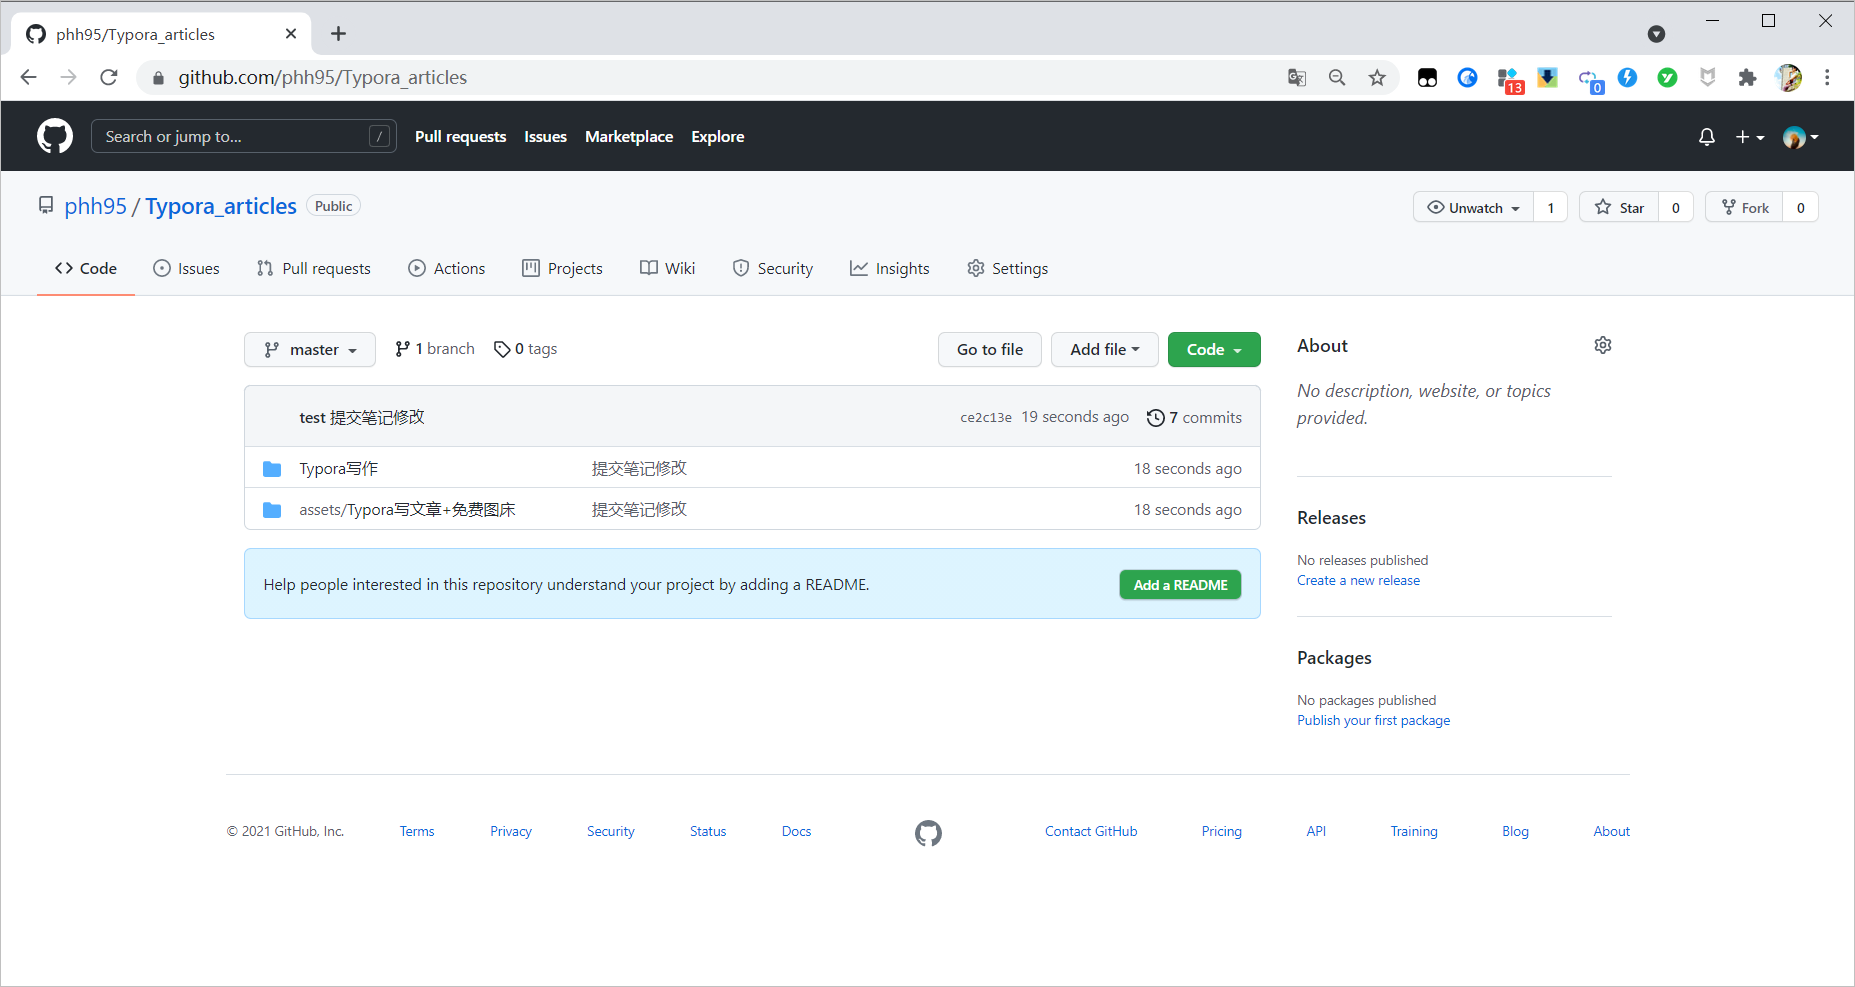 phh95/Typora_articles
github.com/phh95/Typora_articles
13
0
Search or jump to... /
Pull requests Issues Marketplace Explore
phh95 / Typora_articles Public
Unwatch 1 Star 0 Fork 0
Code Issues Pull requests Actions Projects Wiki Security Insights Settings
master 1 branch 0 tags Go to file Add file Code
test 提交笔记修改 ce2c13e 19 seconds ago 7 commits
Typora写作 提交笔记修改 18 seconds ago
assets/Typora写文章+免费图床 提交笔记修改 18 seconds ago
Help people interested in this repository understand your project by adding a README. Add a README
About
No description, website, or topics
provided.
Releases
No releases published
Create a new release
Packages
No packages published
Publish your first package
© 2021 GitHub, Inc. Terms Privacy Security Status Docs Contact GitHub Pricing API Training Blog About